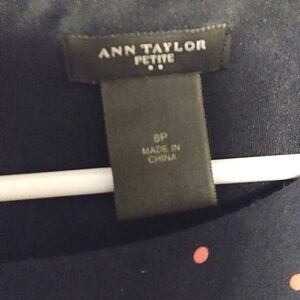 ANN TAYLOR
PETITE
8P
MADE IN
CHINA